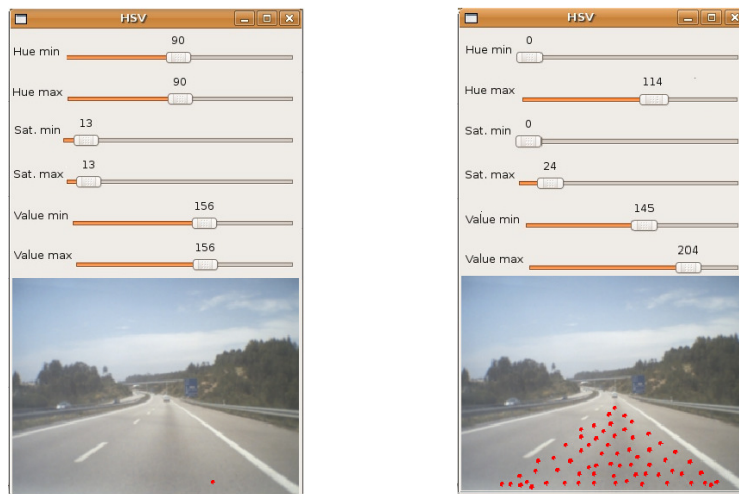 HSV
Hue min 90
Hue max 90
Sat. min 13
Sat. max 13
Value min 156
Value max 156
HSV
Hue min 0
Hue max 114
Sat. min 0
Sat. max 24
Value min 145
Value max 204